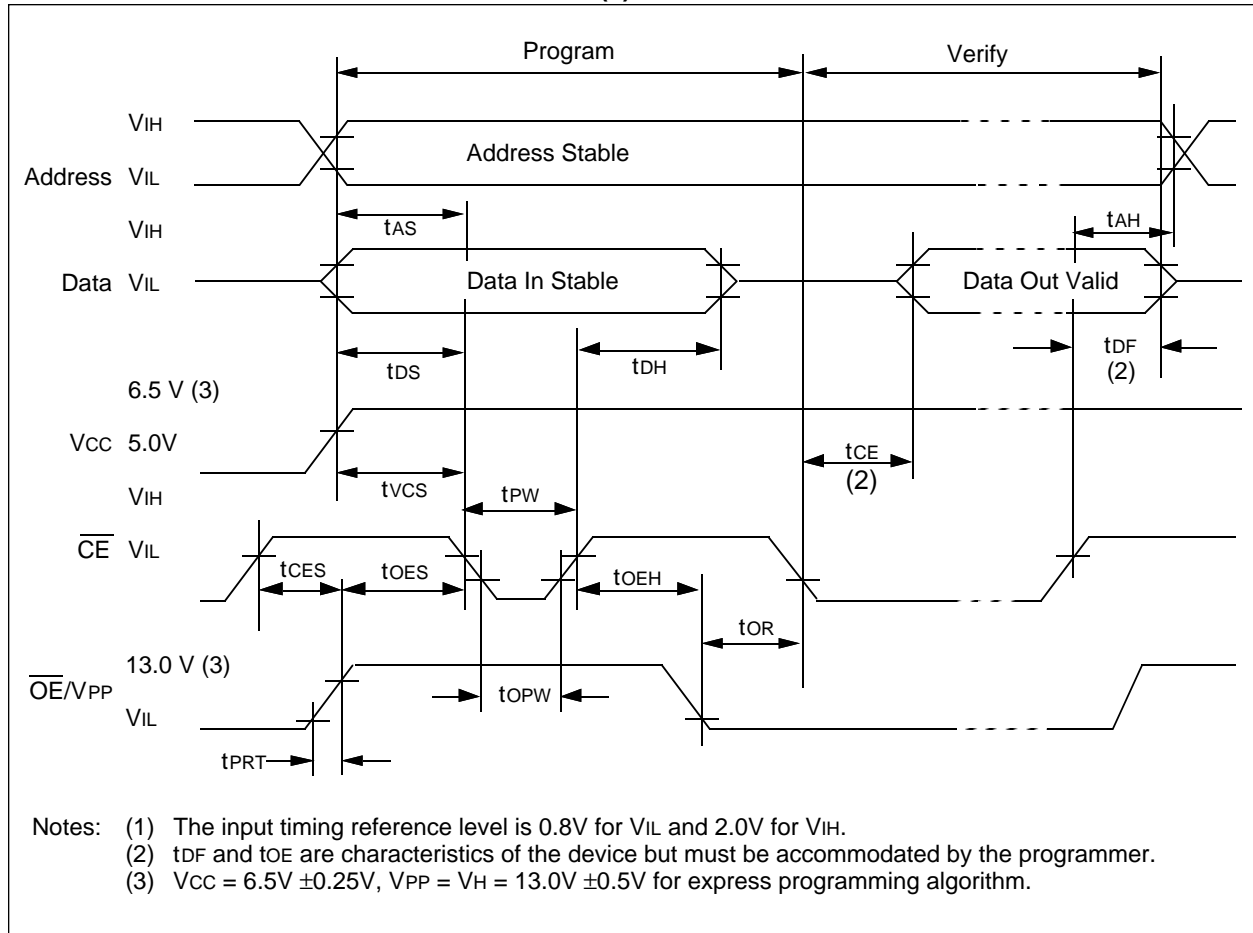 Program
Verify
VIH
Address VIL
Address Stable
VIH
tAS
tAH
Data VIL
Data In Stable
Data Out Valid
tDS
tDH
tDF
(2)
6.5 V (3)
VCC 5.0V
tCE
(2)
VIH
tVCS
tPW
CE VIL
tCES
tOES
tOEH
tOR
13.0 V (3)
OE/VPP
tOPW
VIL
tPRT
Notes: (1) The input timing reference level is 0.8V for VIL and 2.0V for VIH.
(2) tDF and tOE are characteristics of the device but must be accommodated by the programmer.
(3) VCC = 6.5V ±0.25V, VPP = VH = 13.0V ±0.5V for express programming algorithm.